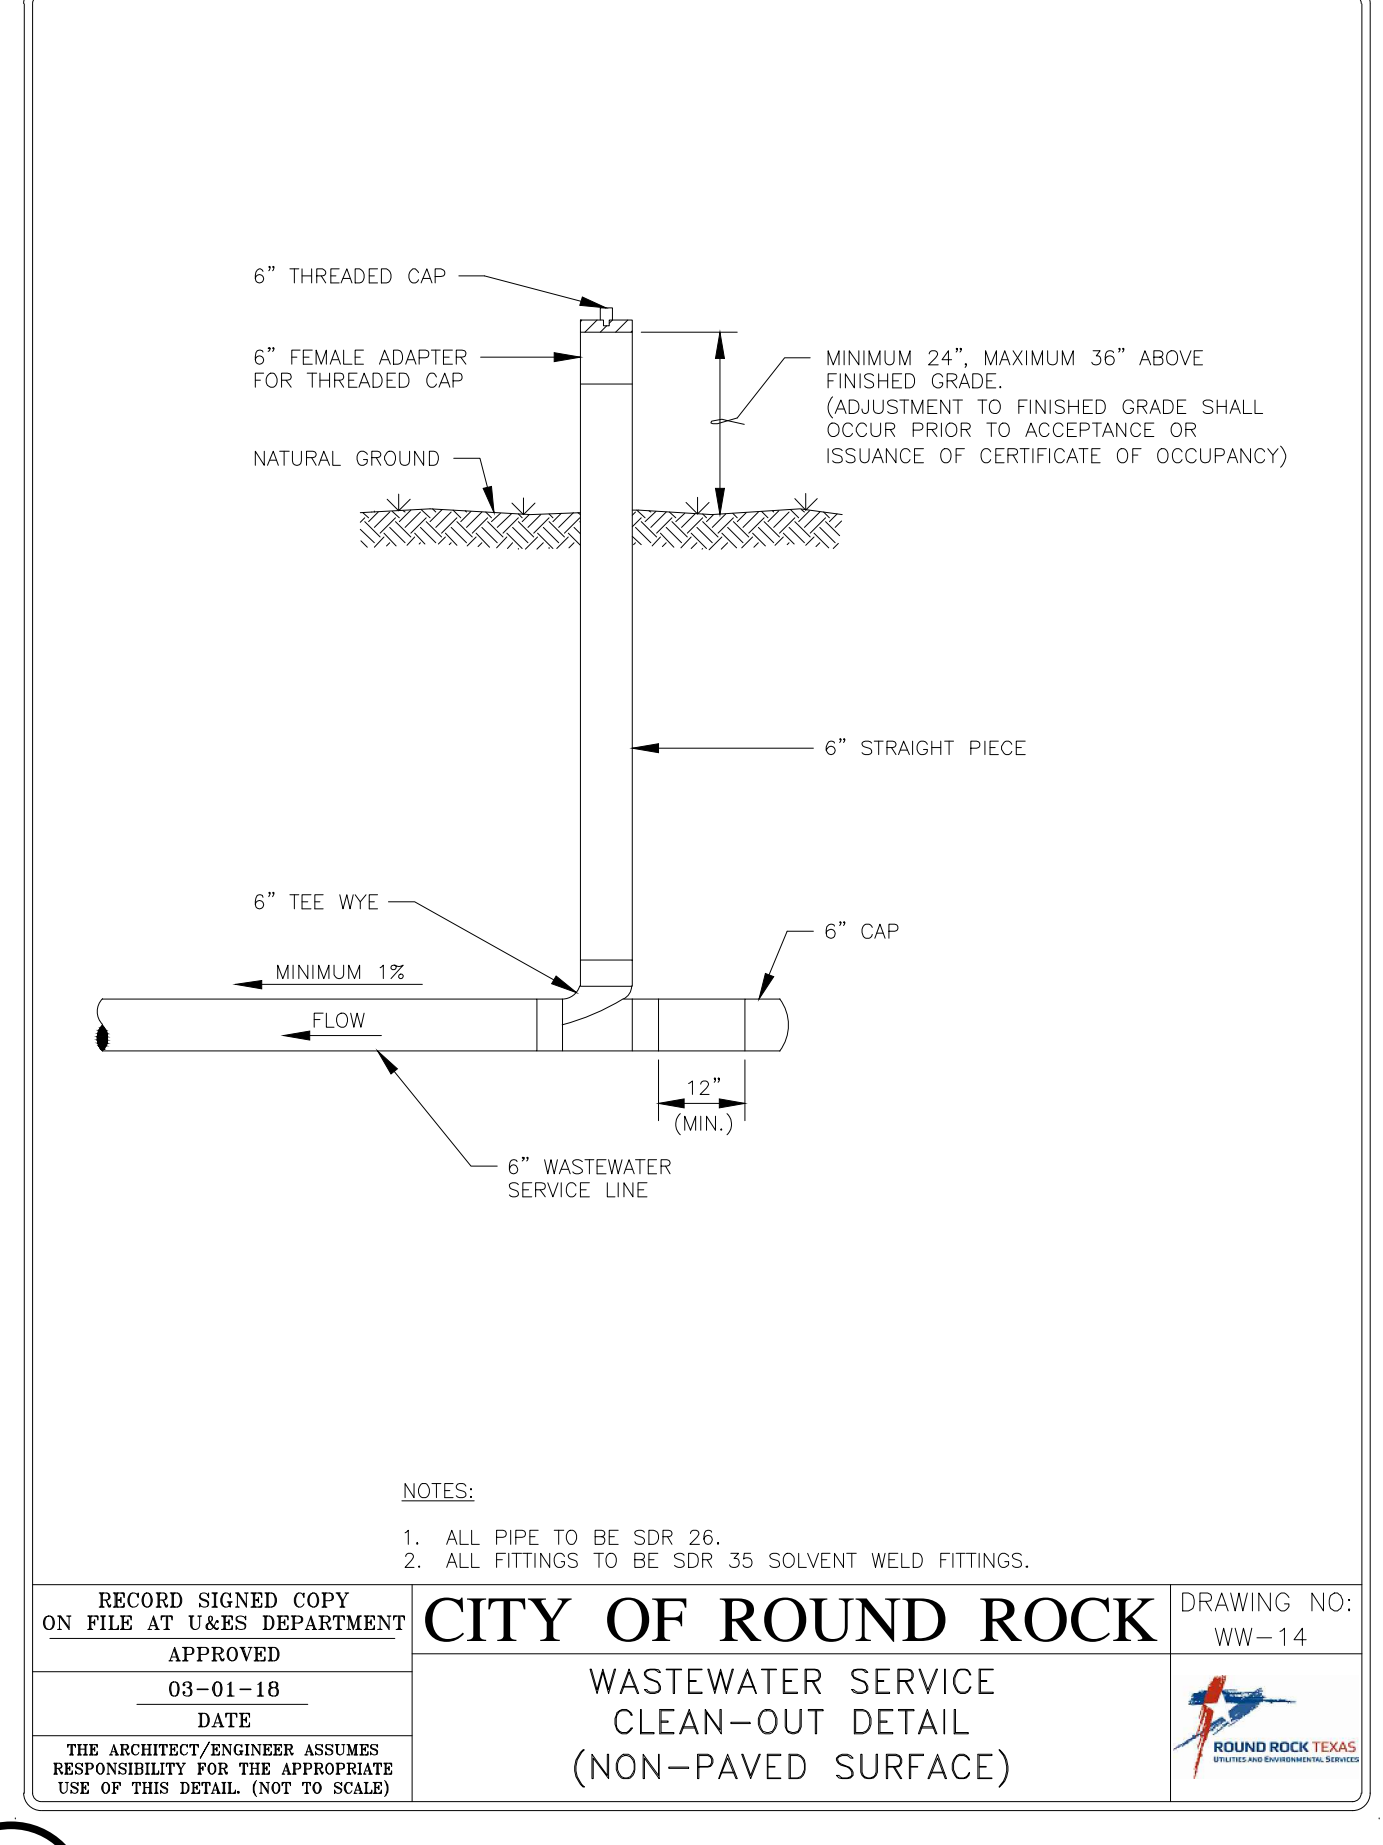 6" THREADED CAP
6" FEMALE ADAPTER
FOR THREADED CAP
MINIMUM 24", MAXIMUM 36" ABOVE
FINISHED GRADE.
(ADJUSTMENT TO FINISHED GRADE SHALL
OCCUR PRIOR TO ACCEPTANCE OR
ISSUANCE OF CERTIFICATE OF OCCUPANCY)
NATURAL GROUND
6" STRAIGHT PIECE
6" TEE WYE
6" CAP
MINIMUM 1%
FLOW
12"
(MIN.)
6" WASTEWATER
SERVICE LINE
NOTES:
1. ALL PIPE TO BE SDR 26.
2. ALL FITTINGS TO BE SDR 35 SOLVENT WELD FITTINGS.
RECORD SIGNED COPY
ON FILE AT U&ES DEPARTMENT
APPROVED
03-01-18
DATE
THE ARCHITECT/ENGINEER ASSUMES
RESPONSIBILITY FOR THE APPROPRIATE
USE OF THIS DETAIL. (NOT TO SCALE)
CITY OF ROUND ROCK
WASTEWATER SERVICE
CLEAN-OUT DETAIL
(NON-PAVED SURFACE)
DRAWING NO:
WW-14
ROUND ROCK TEXAS
UTILITIES AND ENVIRONMENTAL SERVICES